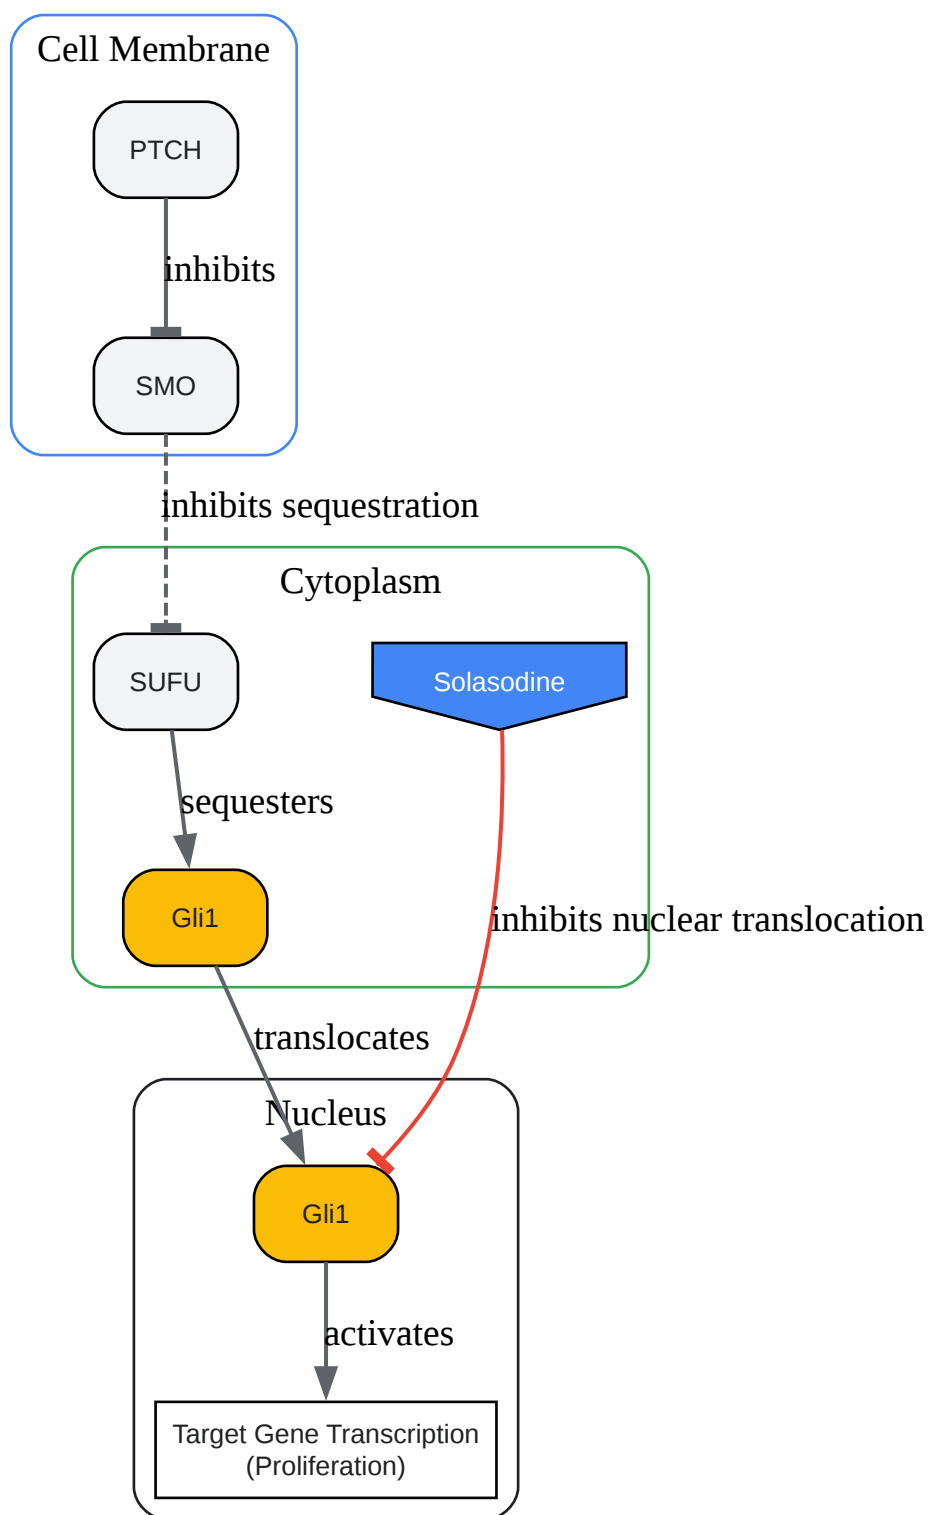 Cell Membrane
PTCH
inhibits
SMO
inhibits sequestration
Cytoplasm
SUFU
Solasodine
sequesters
Gli1
inhibits nuclear translocation
translocates
Nucleus
Gli1
activates
Target Gene Transcription
(Proliferation)